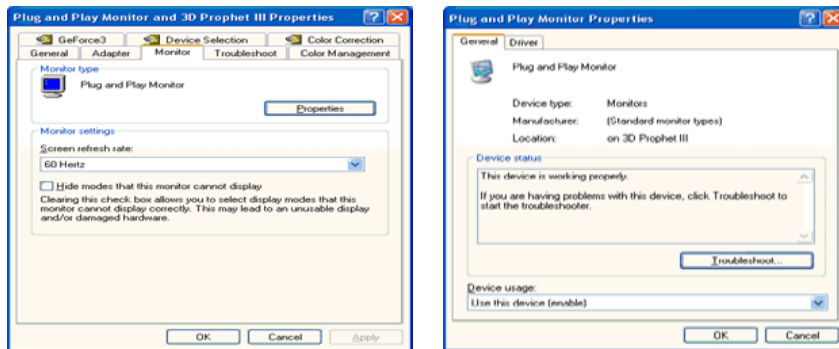 Plug and Play Monitor and 3D Prophet III Properties
GeForce3 Device Selection Color Correction
General Adapter Monitor Troubleshoot Color Management
Monitor type
Plug and Play Monitor
Properties
Monitor settings
Screen refresh rate:
60 Hertz
Hide modes that this monitor cannot display
Clearing this check box allows you to select display modes that this
monitor cannot display correctly. This may lead to an unusable display
and/or damaged hardware.
OK Cancel Apply
Plug and Play Monitor Properties
General Driver
Plug and Play Monitor
Device type: Monitors
Manufacturer: (Standard monitor types)
Location: on 3D Prophet III
Device status
This device is working properly.
If you are having problems with this device, click Troubleshoot to
start the troubleshooter.
Troubleshoot...
Device usage:
Use this device (enable)
OK Cancel